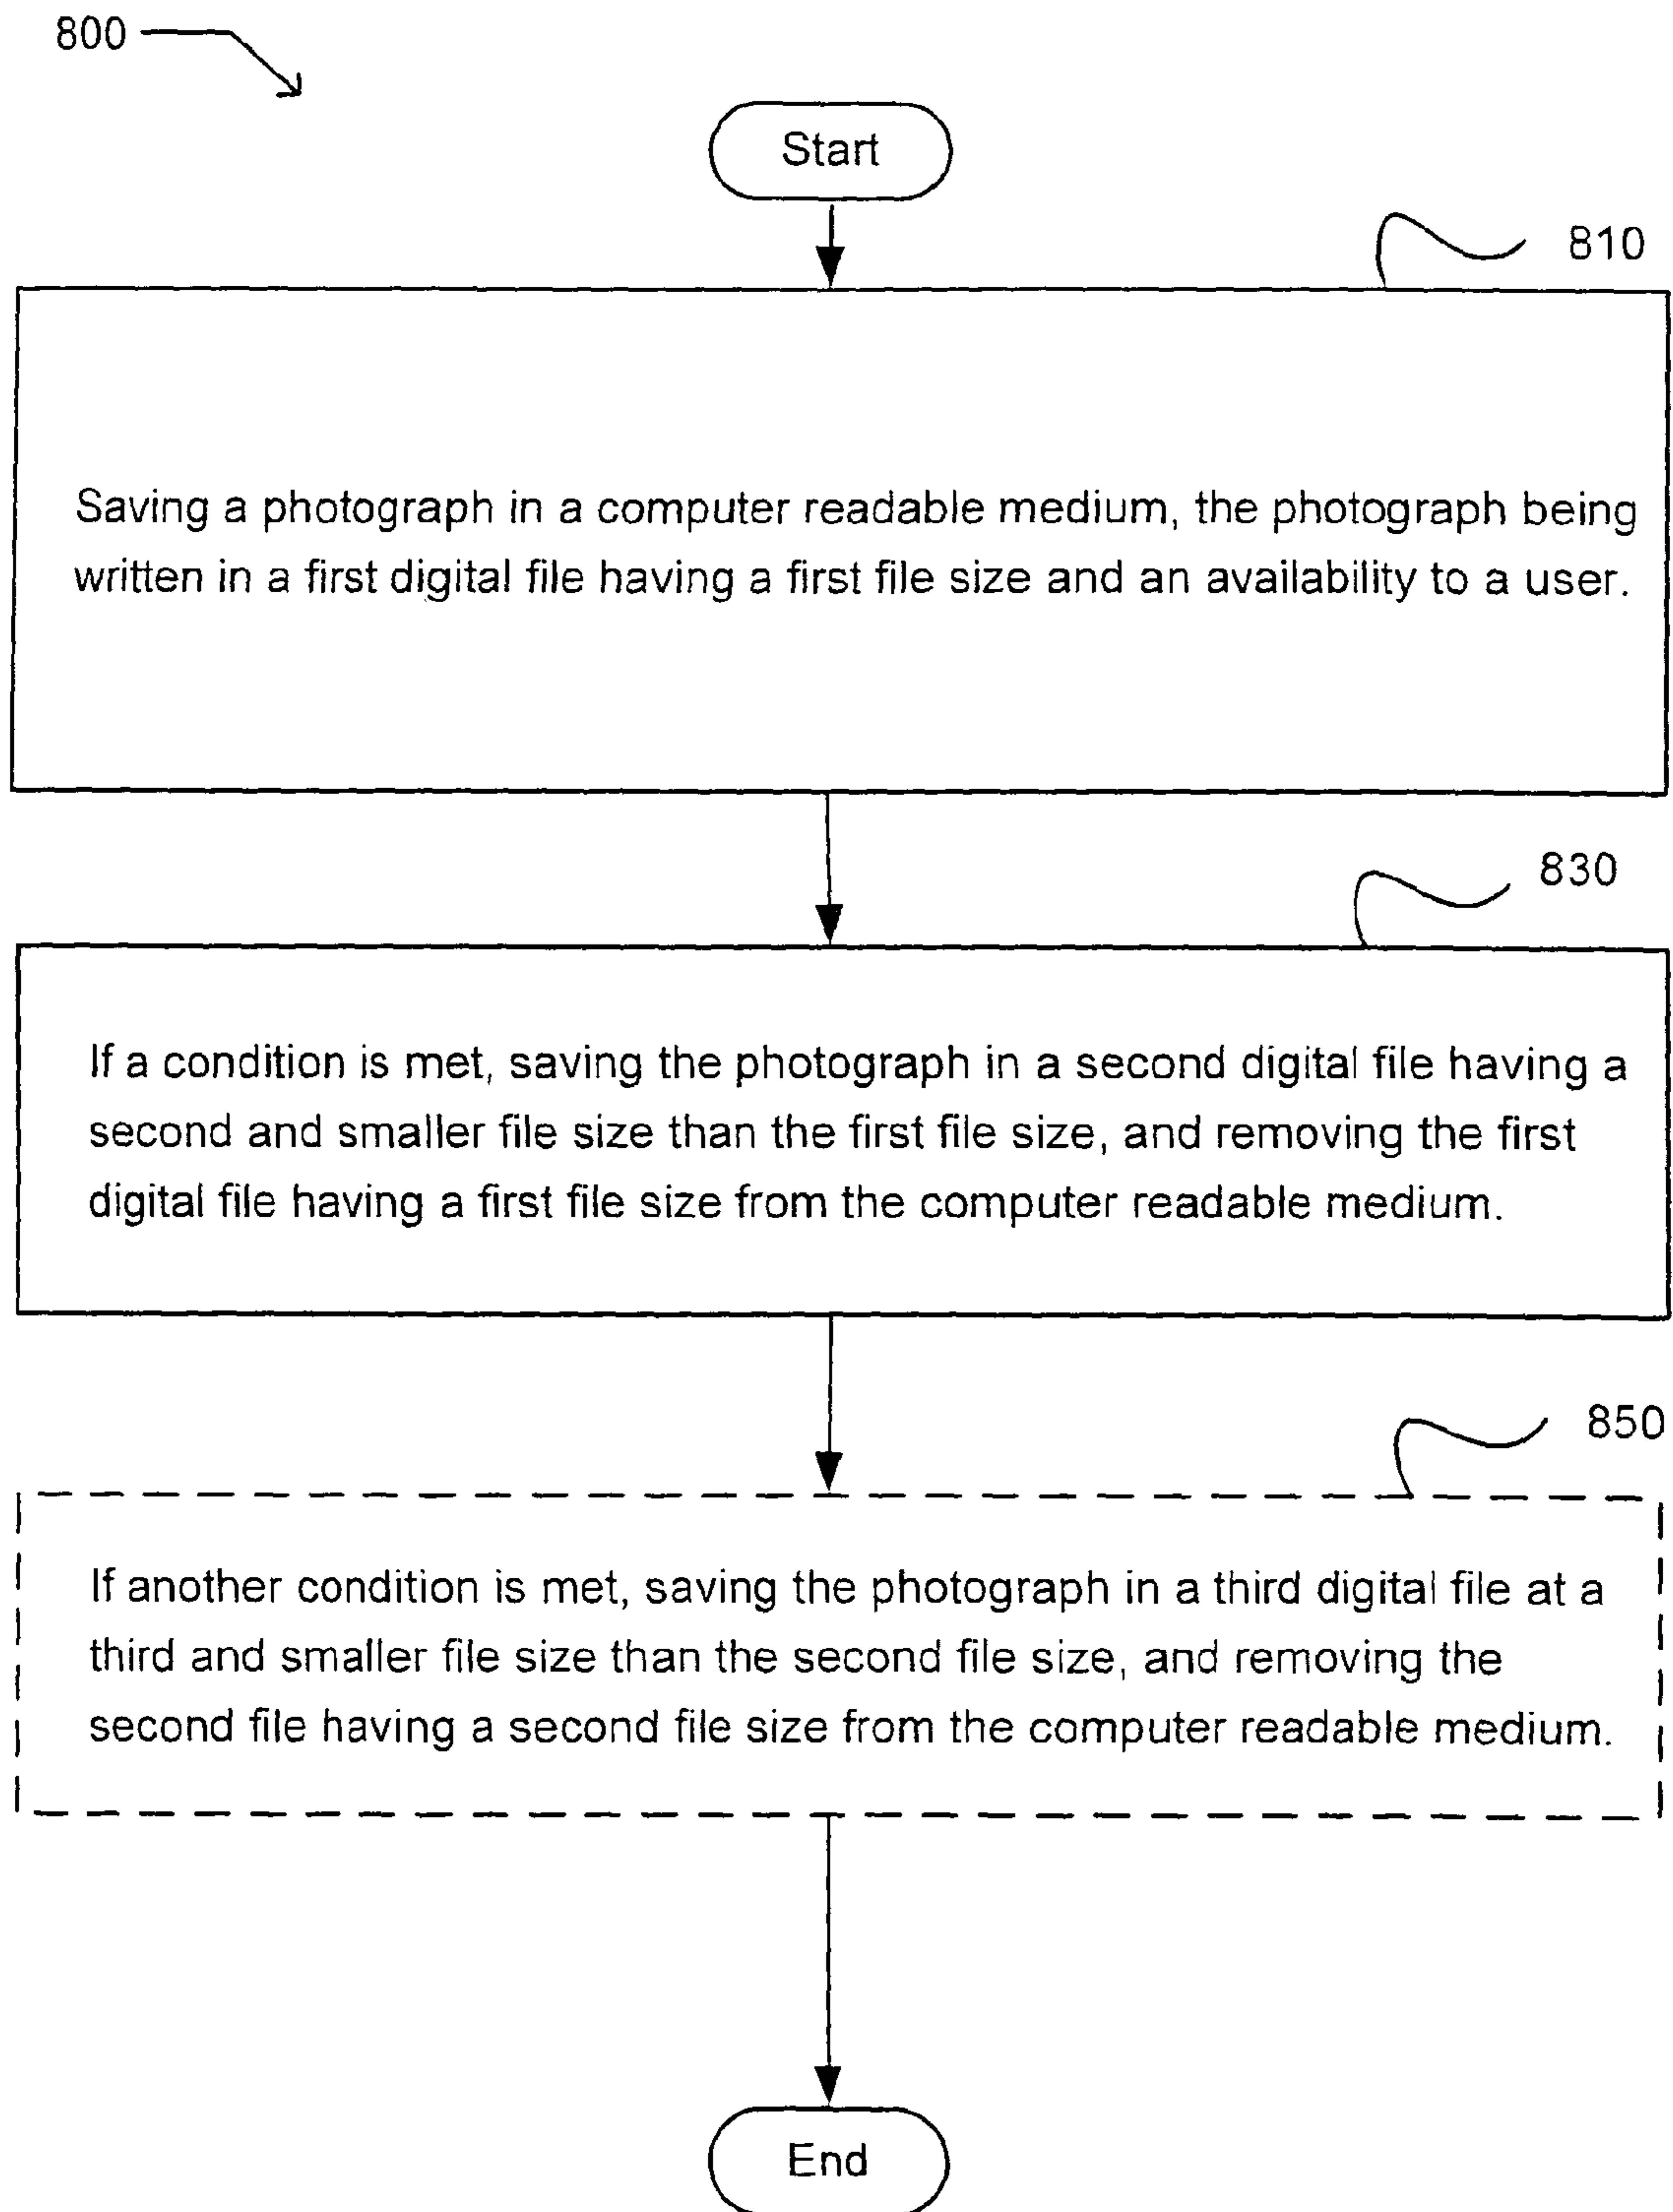 800
Start
810
Saving a photograph in a computer readable medium, the photograph being
written in a first digital file having a first file size and an availability to a user.
830
If a condition is met, saving the photograph in a second digital file having a
second and smaller file size than the first file size, and removing the first
digital file having a first file size from the computer readable medium.
850
If another condition is met, saving the photograph in a third digital file at a
third and smaller file size than the second file size, and removing the
second file having a second file size from the computer readable medium.
End